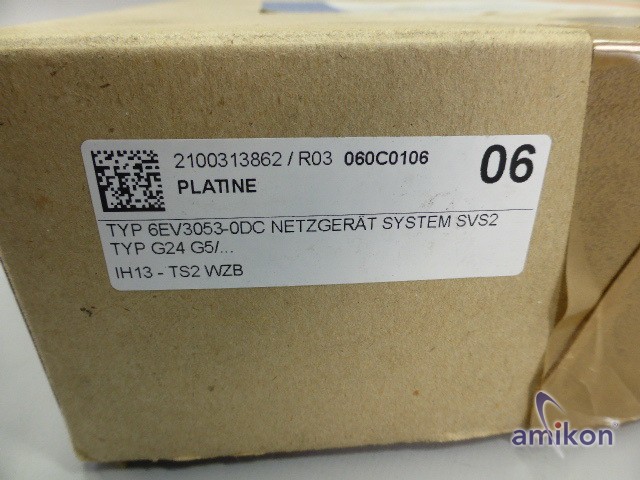 2100313862 / R03 060C0106 06
PLATINE
TYP 6EV3053-0DC NETZGERÄT SYSTEM SVS2
TYP G24 G5/...
IH13 - TS2 WZB
amikon